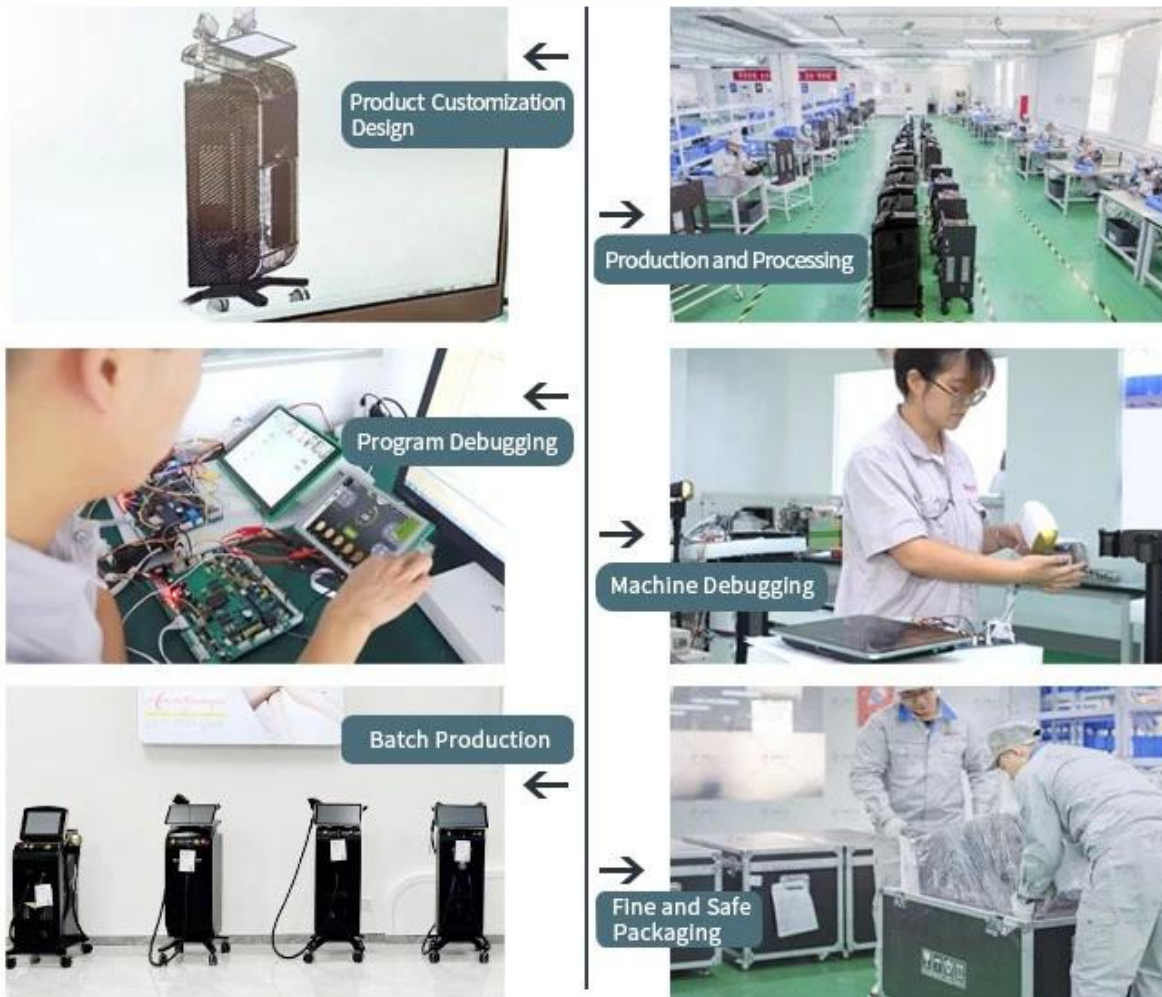 Product Customization
Design
Production and Processing
Program Debugging
Machine Debugging
Batch Production
Fine and Safe
Packaging